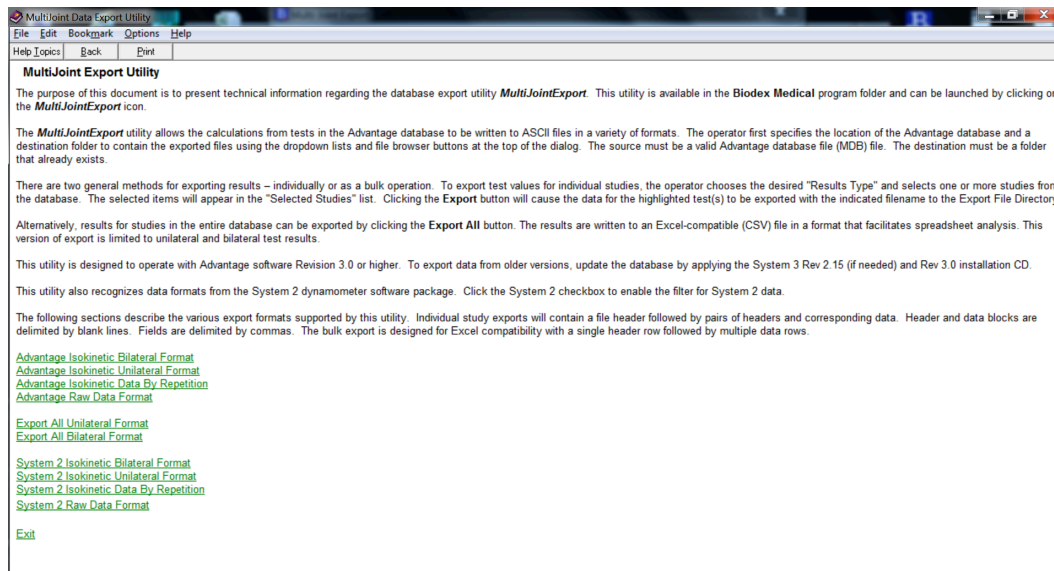 MultiJoint Data Export Utility
File Edit Bookmark Options Help
Help Topics Back Print
MultiJoint Export Utility
The purpose of this document is to present technical information regarding the database export utility MultiJointExport. This utility is available in the Biodex Medical program folder and can be launched by clicking on
the MultiJointExport icon.
The MultiJointExport utility allows the calculations from tests in the Advantage database to be written to ASCII files in a variety of formats. The operator first specifies the location of the Advantage database and a
destination folder to contain the exported files using the dropdown lists and file browser buttons at the top of the dialog. The source must be a valid Advantage database file (MDB) file. The destination must be a folder
that already exists.
There are two general methods for exporting results – individually or as a bulk operation. To export test values for individual studies, the operator chooses the desired "Results Type" and selects one or more studies from
the database. The selected items will appear in the "Selected Studies" list. Clicking the Export button will cause the data for the highlighted test(s) to be exported with the indicated filename to the Export File Directory
Alternatively, results for studies in the entire database can be exported by clicking the Export All button. The results are written to an Excel-compatible (CSV) file in a format that facilitates spreadsheet analysis. This
version of export is limited to unilateral and bilateral test results.
This utility is designed to operate with Advantage software Revision 3.0 or higher. To export data from older versions, update the database by applying the System 3 Rev 2.15 (if needed) and Rev 3.0 installation CD.
This utility also recognizes data formats from the System 2 dynamometer software package. Click the System 2 checkbox to enable the filter for System 2 data.
The following sections describe the various export formats supported by this utility. Individual study exports will contain a file header followed by pairs of headers and corresponding data. Header and data blocks are
delimited by blank lines. Fields are delimited by commas. The bulk export is designed for Excel compatibility with a single header row followed by multiple data rows.
Advantage Isokinetic Bilateral Format
Advantage Isokinetic Unilateral Format
Advantage Isokinetic Data By Repetition
Advantage Raw Data Format
Export All Unilateral Format
Export All Bilateral Format
System 2 Isokinetic Bilateral Format
System 2 Isokinetic Unilateral Format
System 2 Isokinetic Data By Repetition
System 2 Raw Data Format
Exit